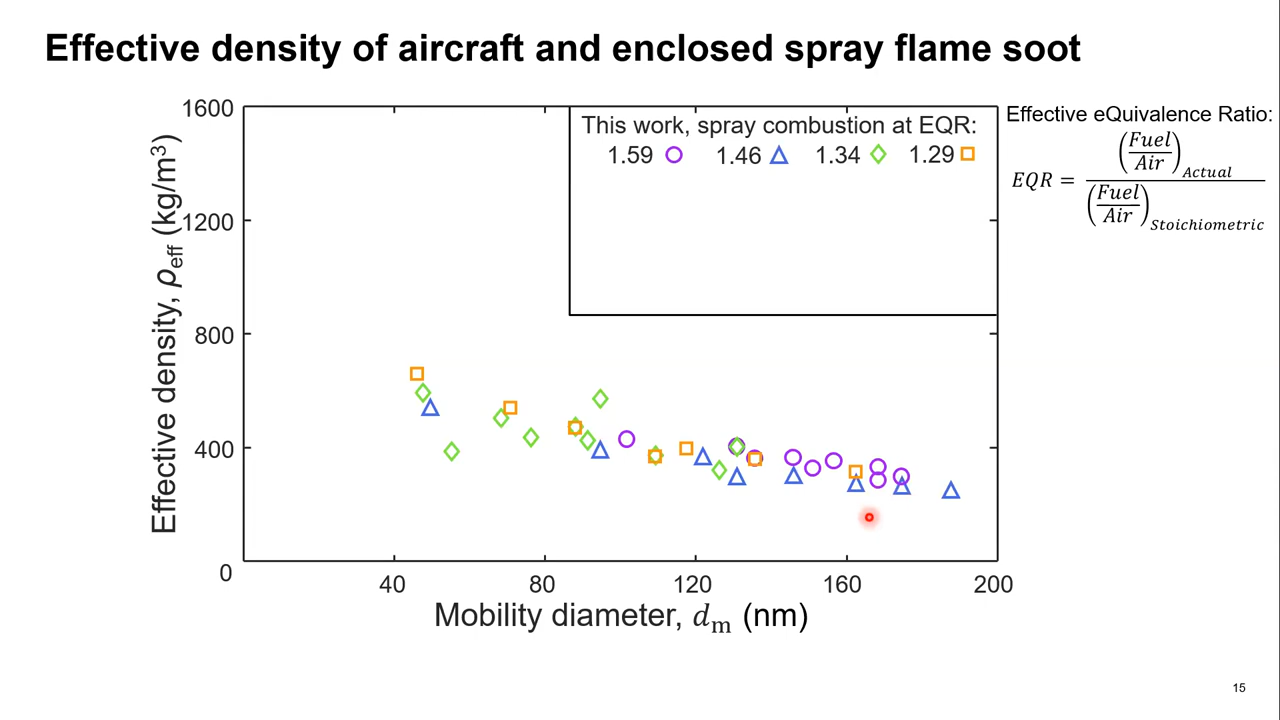 Effective density of aircraft and enclosed spray flame soot
Effective density, ρeff (kg/m³)
1600
1200
800
400
0
40 80 120 160 200
Mobility diameter, dm (nm)
This work, spray combustion at EQR:
1.59 1.46 1.34 1.29
Effective eQuivalence Ratio:
EQR = (Fuel/Air)Actual / (Fuel/Air)Stoichiometric
15